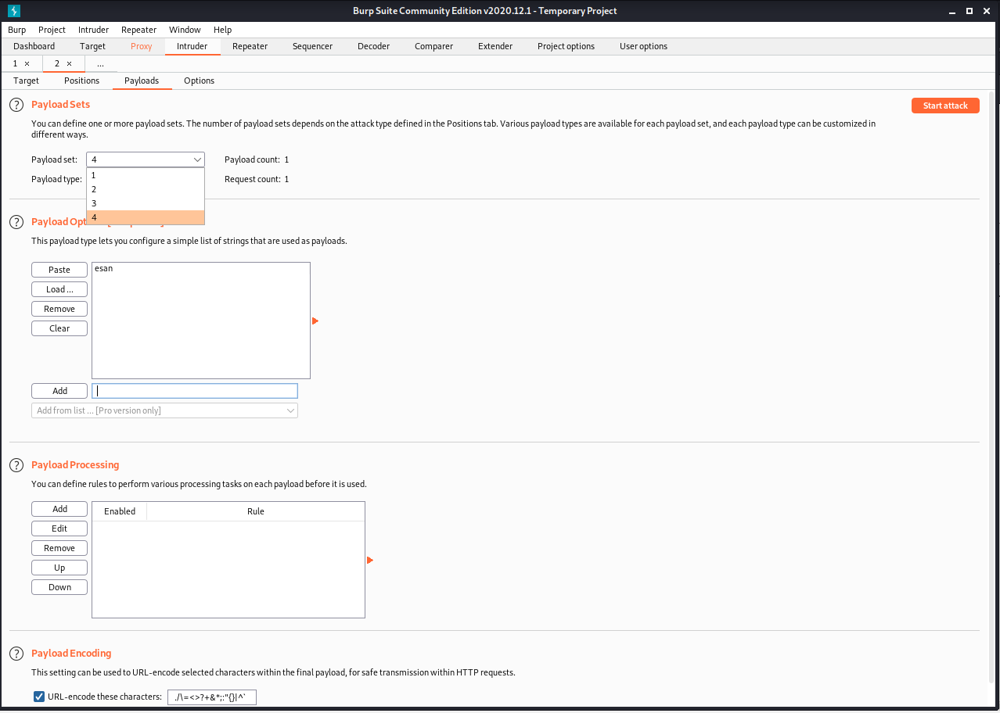 Burp Suite Community Edition v2020.12.1 - Temporary Project
Burp Project Intruder Repeater Window Help
Dashboard Target Proxy Intruder Repeater Sequencer Decoder Comparer Extender Project options User options
1 × 2 × ...
Target Positions Payloads Options
? Payload Sets Start attack
You can define one or more payload sets. The number of payload sets depends on the attack type defined in the Positions tab. Various payload types are available for each payload set, and each payload type can be customized in
different ways.
Payload set: 4 Payload count: 1
1
Payload type: Request count: 1
2
3
4
? Payload
This payload type lets you configure a simple list of strings that are used as payloads.
Paste esan
Load ...
Remove
Clear
Add
Add from list ... [Pro version only]
? Payload Processing
You can define rules to perform various processing tasks on each payload before it is used.
Add Enabled Rule
Edit
Remove
Up
Down
? Payload Encoding
This setting can be used to URL-encode selected characters within the final payload, for safe transmission within HTTP requests.
URL-encode these characters: ./\=<>?+&*;:"{}|^`